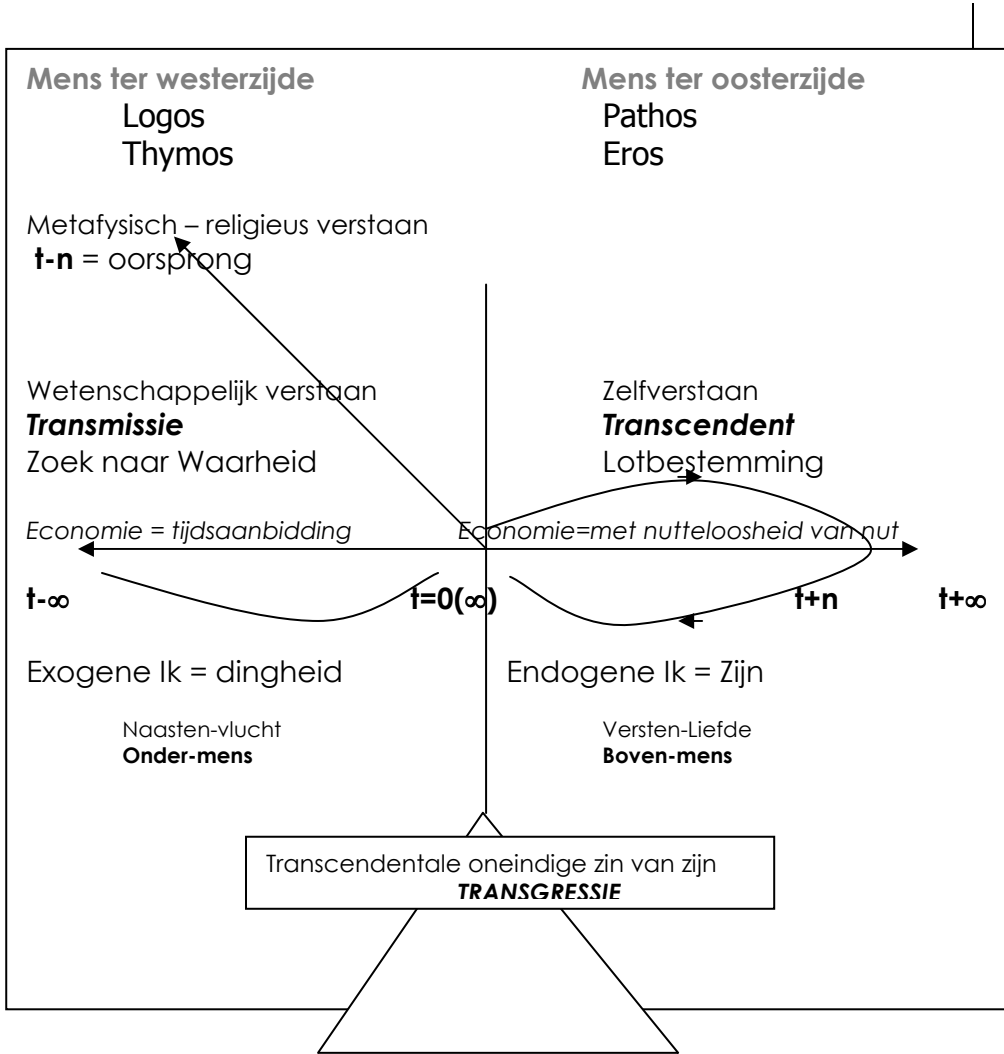 Mens ter westerzijde
Logos
Thymos
Mens ter oosterzijde
Pathos
Eros
Metafysisch – religieus verstaan
t-n = oorsprong
Wetenschappelijk verstaan
Transmissie
Zoek naar Waarheid
Zelfverstaan
Transcendent
Lotbestemming
Economie = tijdsaanbidding
Economie=met nutteloosheid van nut
t-∞
t=0(∞)
t+n
t+∞
Exogene Ik = dingheid
Endogene Ik = Zijn
Naasten-vlucht
Onder-mens
Versten-Liefde
Boven-mens
Transcendentale oneindige zin van zijn
TRANSGRESSIE